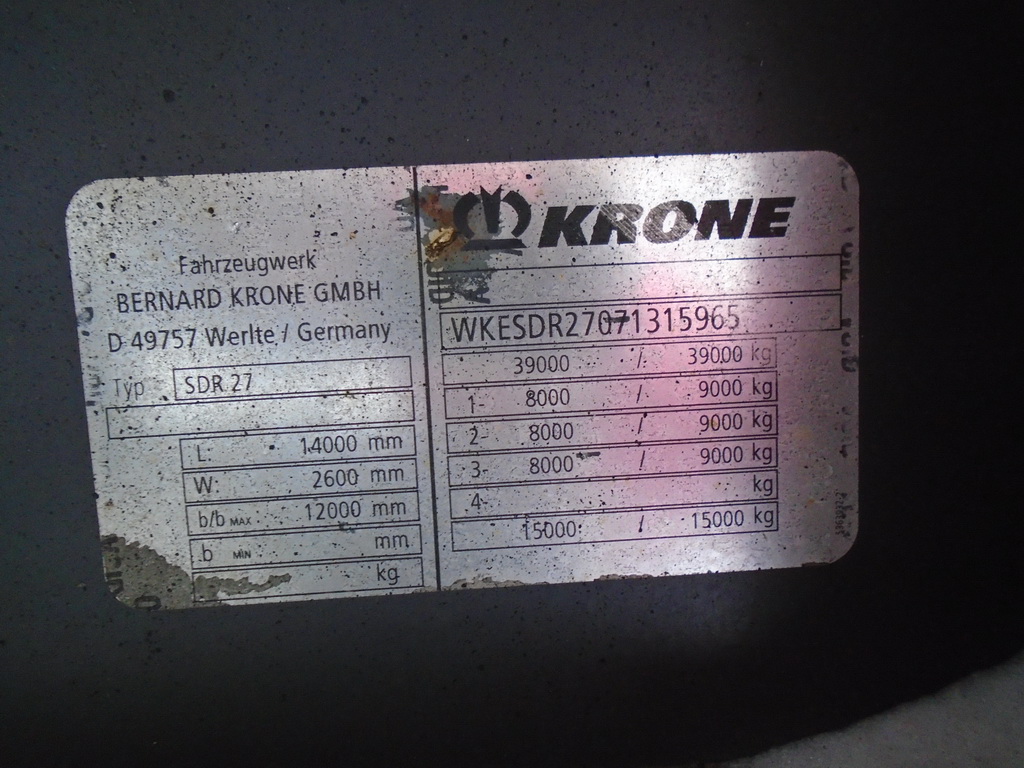 Fahrzeugwerk
BERNARD KRONE GMBH
D 49757 Werlte / Germany
Typ SDR 27
L: 14000 mm
W: 2600 mm
b/b MAX 12000 mm
b MIN mm
kg
KRONE
WKESDR27071315965
39000 / 39000 kg
1- 8000 / 9000 kg
2- 8000 / 9000 kg
3- 8000 / 9000 kg
4- kg
15000 / 15000 kg